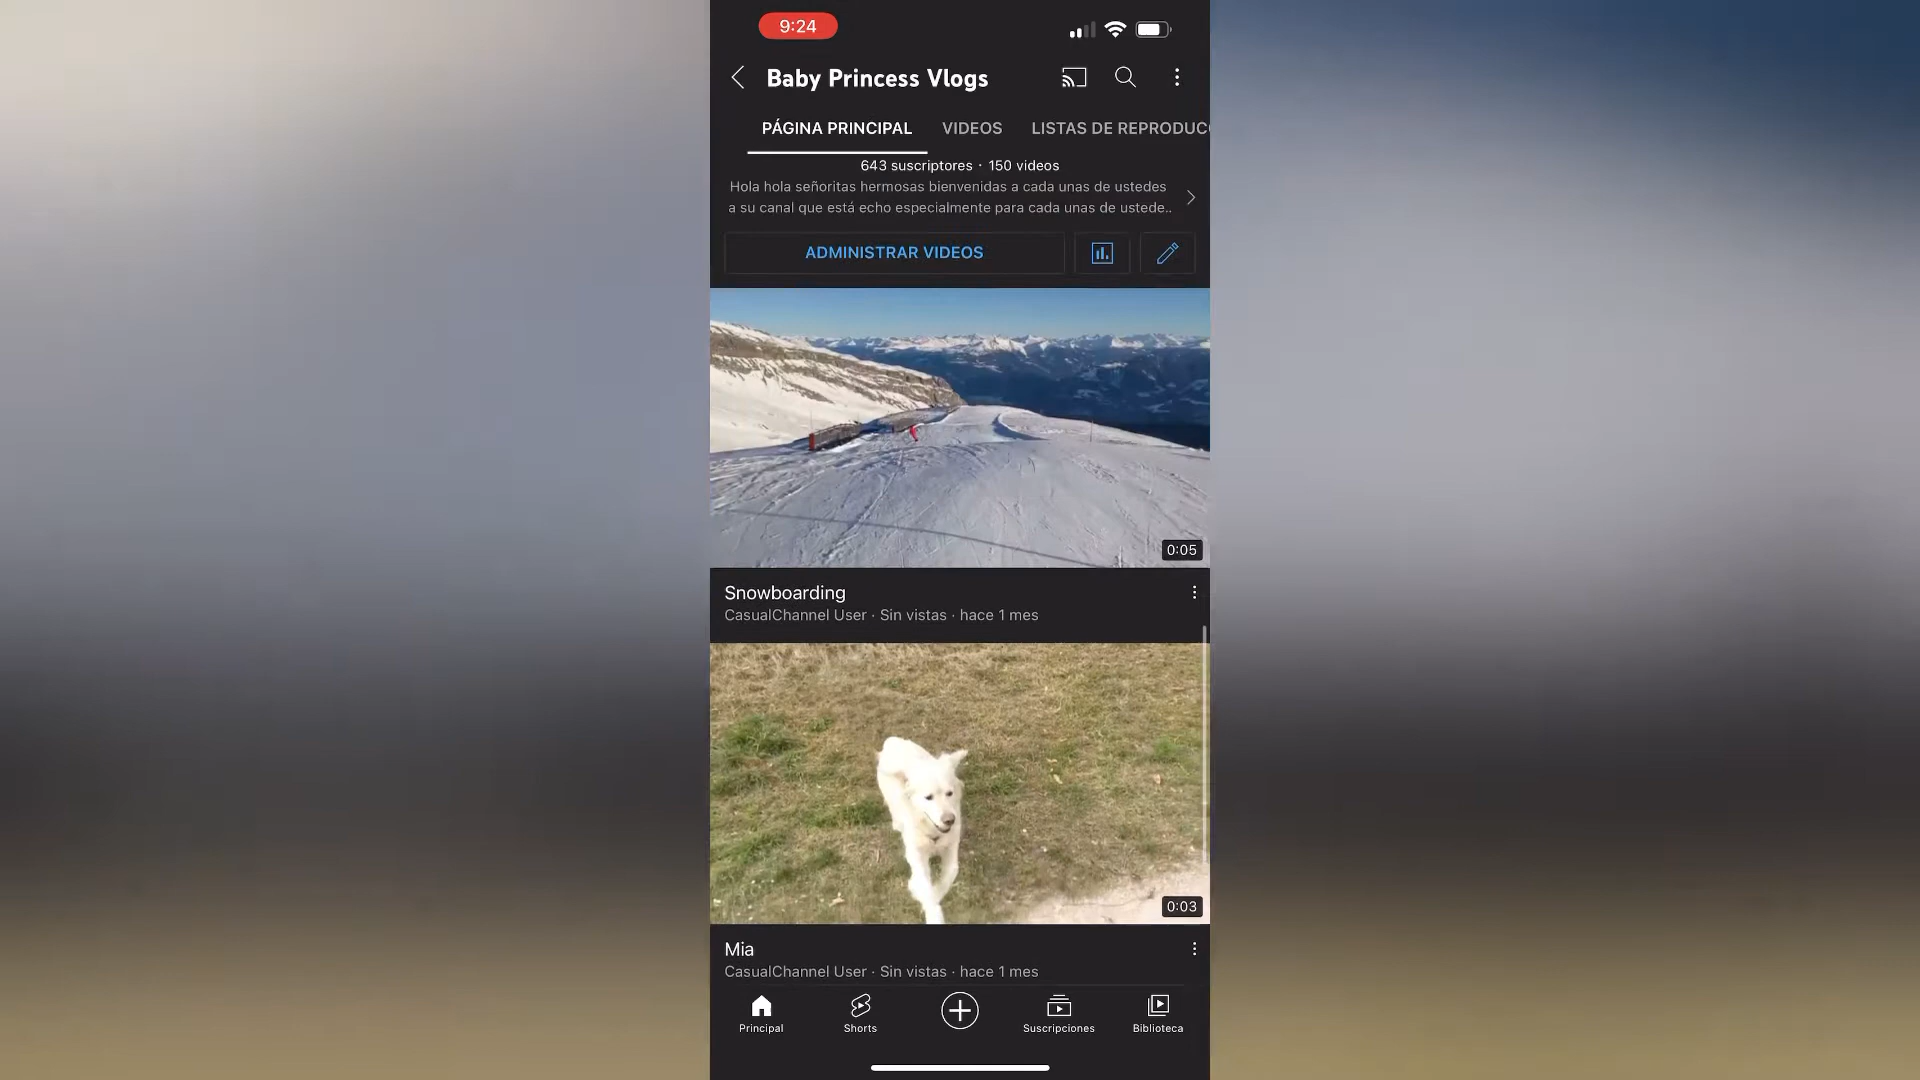 9:24
Baby Princess Vlogs
PÁGINA PRINCIPAL VIDEOS LISTAS DE REPRODUC
643 suscriptores · 150 videos
Hola hola señoritas hermosas bienvenidas a cada unas de ustedes
a su canal que está echo especialmente para cada unas de ustede..
ADMINISTRAR VIDEOS
0:05
Snowboarding
CasualChannel User · Sin vistas · hace 1 mes
0:03
Mia
CasualChannel User · Sin vistas · hace 1 mes
Principal Shorts Suscripciones Biblioteca